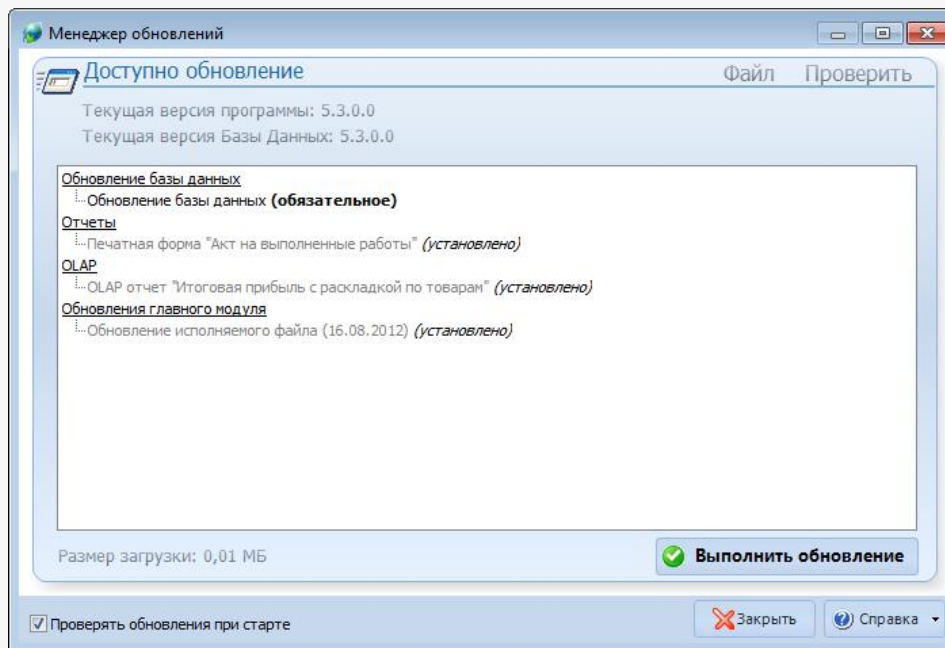 Менеджер обновлений
Доступно обновление
Файл Проверить
Текущая версия программы: 5.3.0.0
Текущая версия Базы Данных: 5.3.0.0
Обновление базы данных
Обновление базы данных (обязательное)
Отчеты
Печатная форма "Акт на выполненные работы" (установлено)
OLAP
OLAP отчет "Итоговая прибыль с раскладкой по товарам" (установлено)
Обновления главного модуля
Обновление исполняемого файла (16.08.2012) (установлено)
Размер загрузки: 0,01 МБ
Выполнить обновление
Проверять обновления при старте
Закрыть
Справка